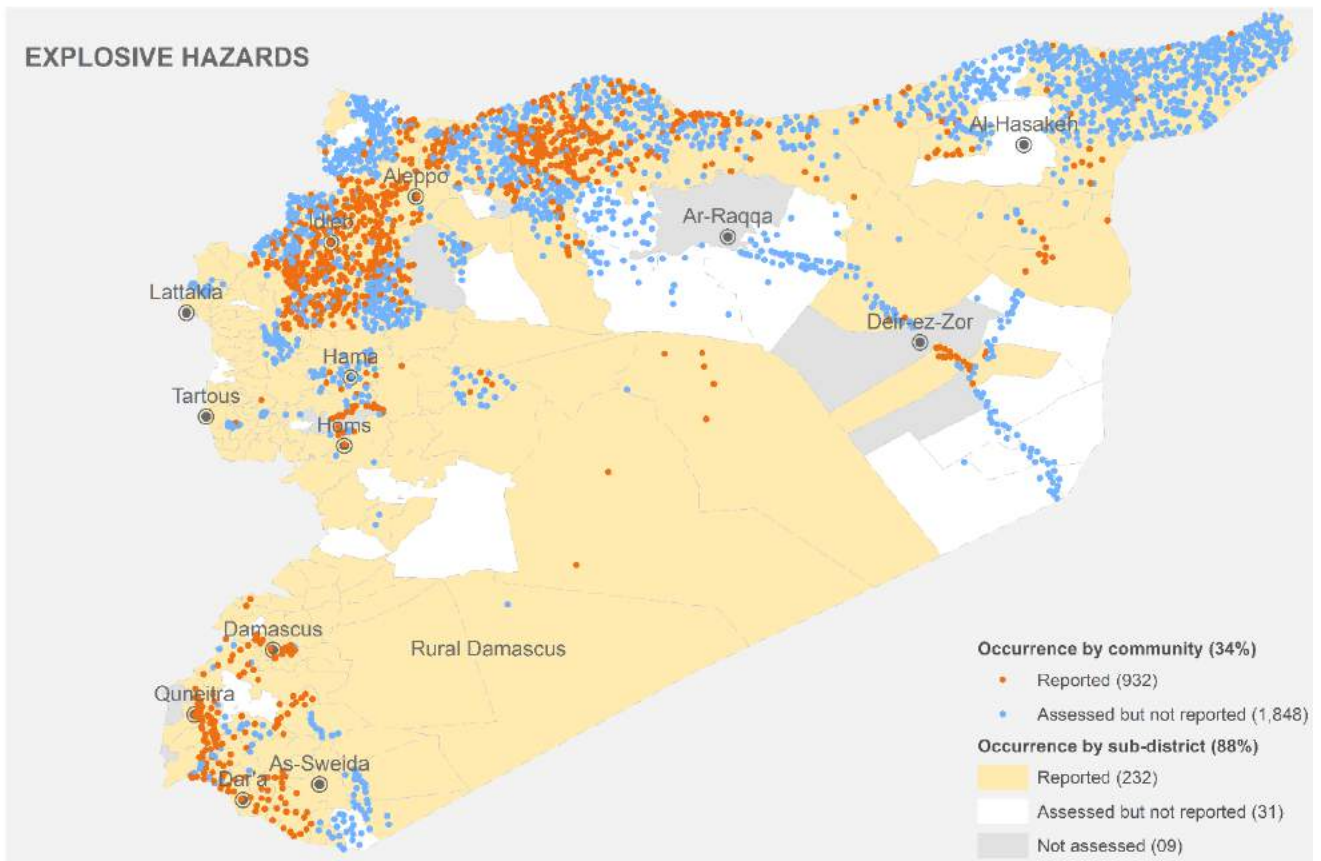 EXPLOSIVE HAZARDS
Al-Hasakeh
Aleppo
Ar-Raqqa
Idleb
Lattakia
Deir-ez-Zor
Hama
Tartous
Homs
Damascus
Rural Damascus
Quneitra
As-Sweida
Dar'a
Occurrence by community (34%)
Reported (932)
Assessed but not reported (1,848)
Occurrence by sub-district (88%)
Reported (232)
Assessed but not reported (31)
Not assessed (09)